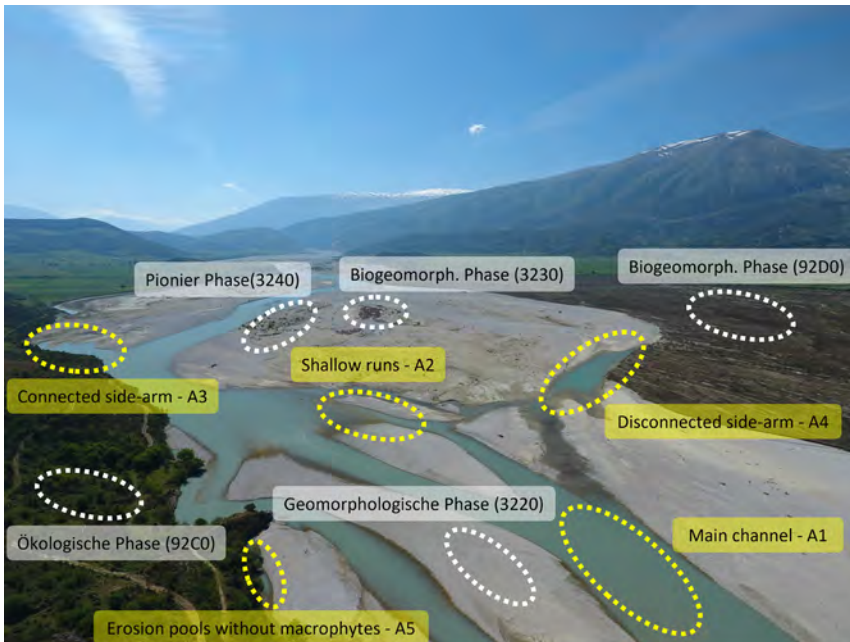 Pionier Phase(3240)
Biogeomorph. Phase (3230)
Biogeomorph. Phase (92D0)
Shallow runs - A2
Connected side-arm - A3
Disconnected side-arm - A4
Geomorphologische Phase (3220)
Ökologische Phase (92C0)
Main channel - A1
Erosion pools without macrophytes - A5